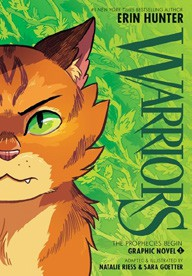 #1 NEW YORK TIMES BESTSELLING AUTHOR
ERIN HUNTER
WARRIORS
THE PROPHECIES BEGIN
GRAPHIC NOVEL 1
ADAPTED & ILLUSTRATED BY
NATALIE RIESS & SARA GOETTER